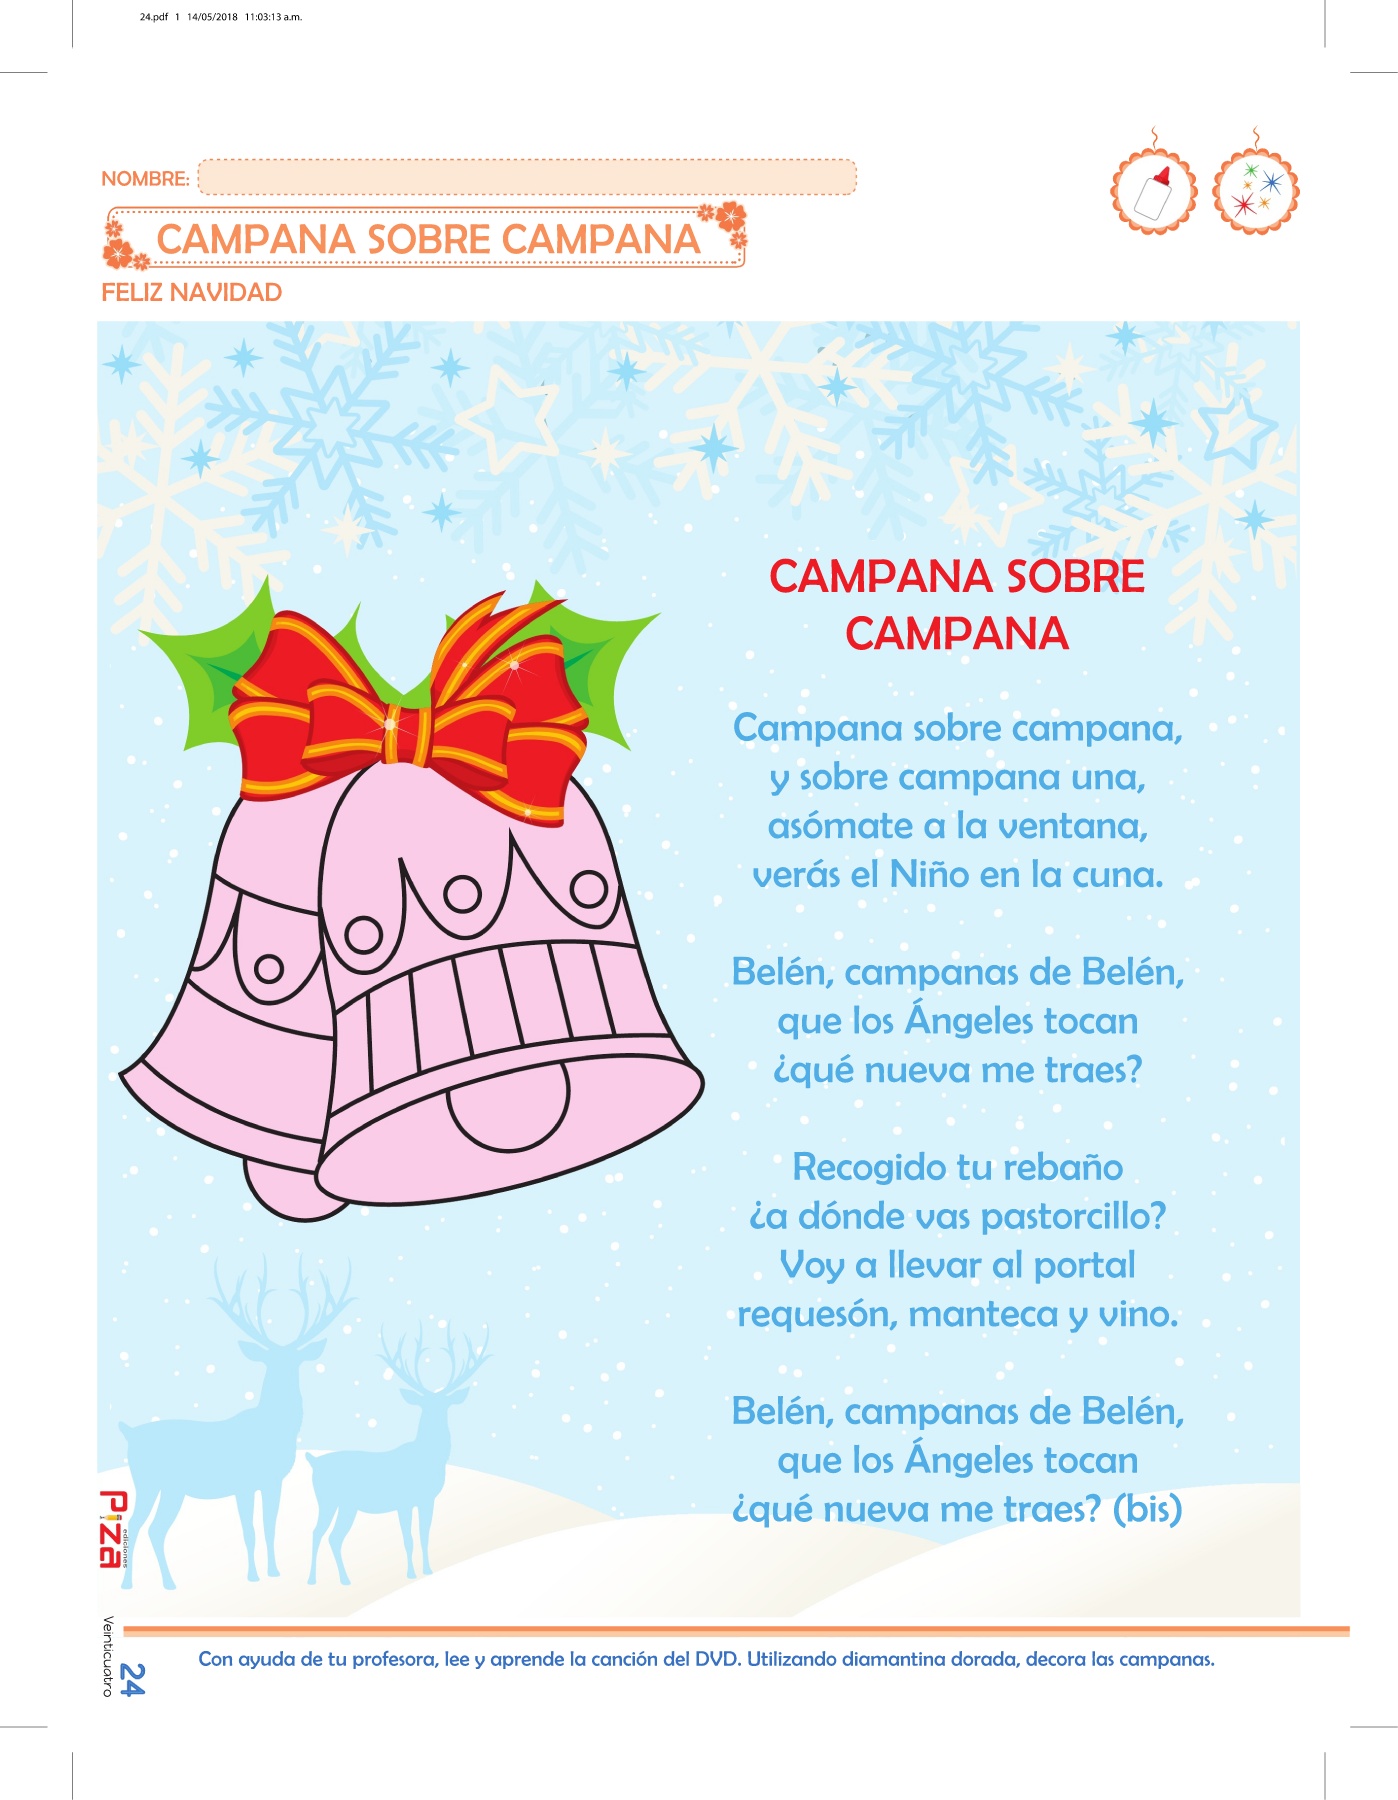 24.pdf 1 14/05/2018 11:03:13 a.m.
NOMBRE:
CAMPANA SOBRE CAMPANA
FELIZ NAVIDAD
CAMPANA SOBRE
CAMPANA
Campana sobre campana,
y sobre campana una,
asómate a la ventana,
verás el Niño en la cuna.
Belén, campanas de Belén,
que los Ángeles tocan
¿qué nueva me traes?
Recogido tu rebaño
¿a dónde vas pastorcillo?
Voy a llevar al portal
requesón, manteca y vino.
Belén, campanas de Belén,
que los Ángeles tocan
¿qué nueva me traes? (bis)
Piza
ediciones
Veinticuatro
24
Con ayuda de tu profesora, lee y aprende la canción del DVD. Utilizando diamantina dorada, decora las campanas.